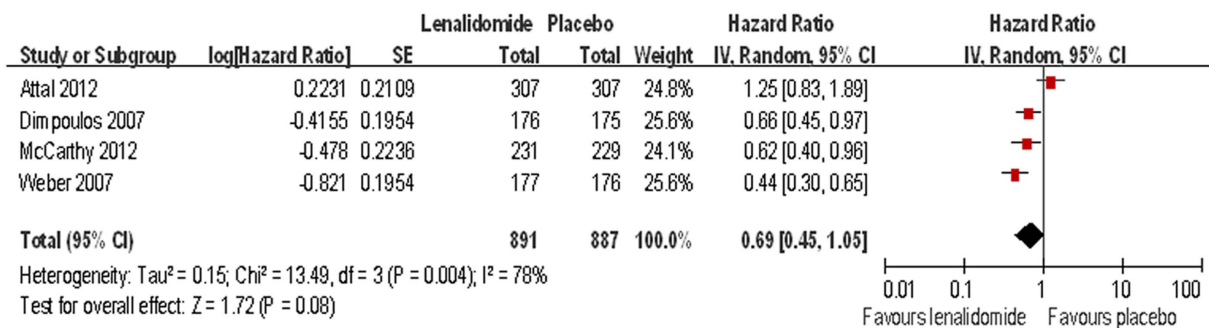 Lenalidomide Placebo Hazard Ratio Hazard Ratio
Study or Subgroup log[Hazard Ratio] SE Total Total Weight IV, Random, 95% CI IV, Random, 95% CI
Attal 2012 0.2231 0.2109 307 307 24.8% 1.25 [0.83, 1.89]
Dimpoulos 2007 -0.4155 0.1954 176 175 25.6% 0.66 [0.45, 0.97]
McCarthy 2012 -0.478 0.2236 231 229 24.1% 0.62 [0.40, 0.96]
Weber 2007 -0.821 0.1954 177 176 25.6% 0.44 [0.30, 0.65]
Total (95% CI) 891 887 100.0% 0.69 [0.45, 1.05]
Heterogeneity: Tau² = 0.15; Chi² = 13.49, df = 3 (P = 0.004); I² = 78%
Test for overall effect: Z = 1.72 (P = 0.08)
0.01 0.1 1 10 100
Favours lenalidomide Favours placebo